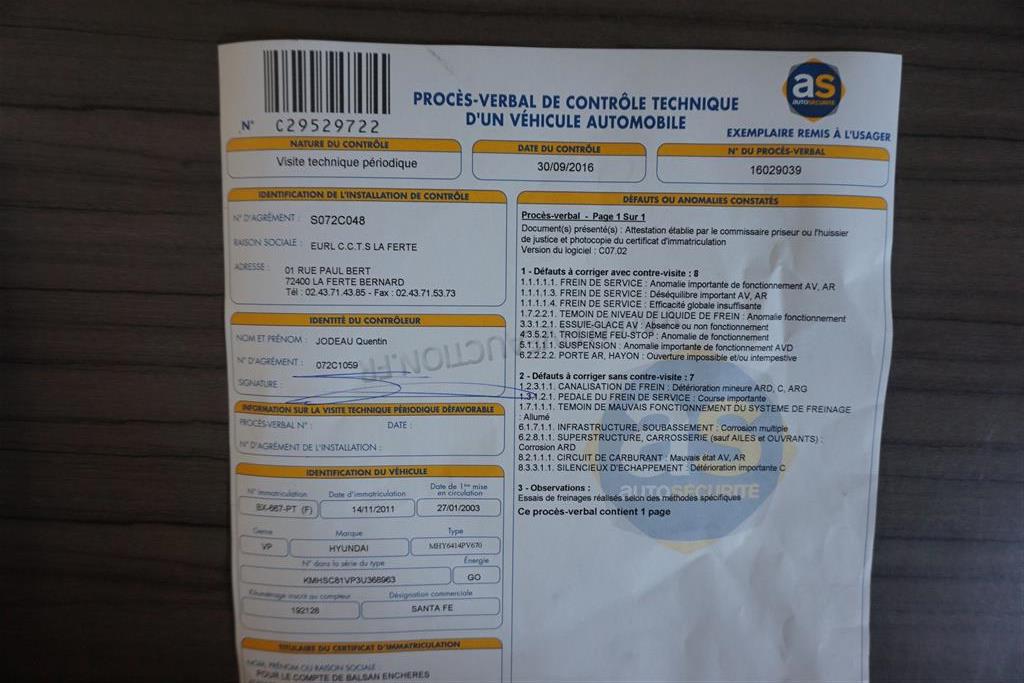 as
AUTOSÉCURITÉ
PROCÈS-VERBAL DE CONTRÔLE TECHNIQUE
D'UN VÉHICULE AUTOMOBILE
N° C29529722
EXEMPLAIRE REMIS À L'USAGER
NATURE DU CONTRÔLE
Visite technique périodique
DATE DU CONTRÔLE
30/09/2016
N° DU PROCÈS-VERBAL
16029039
IDENTIFICATION DE L'INSTALLATION DE CONTRÔLE
N° D'AGRÉMENT : S072C048
RAISON SOCIALE : EURL C.C.T.S LA FERTE
ADRESSE : 01 RUE PAUL BERT
72400 LA FERTE BERNARD
Tél : 02.43.71.43.85 - Fax : 02.43.71.53.73
IDENTITÉ DU CONTRÔLEUR
NOM ET PRÉNOM : JODEAU Quentin
N° D'AGRÉMENT : 072C1059
SIGNATURE :
INFORMATION SUR LA VISITE TECHNIQUE PÉRIODIQUE DÉFAVORABLE
PROCÈS-VERBAL N° : DATE :
N° D'AGRÉMENT DE L'INSTALLATION :
IDENTIFICATION DU VÉHICULE
N° immatriculation Date d'immatriculation Date de 1ère mise
en circulation
BX-667-PT (F) 14/11/2011 27/01/2003
Genre Marque Type
VP HYUNDAI MHY6414PV670
N° dans la série du type Énergie
KMHSC81VP3U368963 GO
Kilométrage inscrit au compteur Désignation commerciale
192128 SANTA FE
TITULAIRE DU CERTIFICAT D'IMMATRICULATION
NOM, PRÉNOM OU RAISON SOCIALE :
POUR LE COMPTE DE BALSAN ENCHERES
DÉFAUTS OU ANOMALIES CONSTATÉS
Procès-verbal - Page 1 Sur 1
Document(s) présenté(s) : Attestation établie par le commissaire priseur ou l'huissier
de justice et photocopie du certificat d'immatriculation
Version du logiciel : C07.02
1 - Défauts à corriger avec contre-visite : 8
1.1.1.1.1. FREIN DE SERVICE : Anomalie importante de fonctionnement AV, AR
1.1.1.1.3. FREIN DE SERVICE : Déséquilibre important AV, AR
1.1.1.1.4. FREIN DE SERVICE : Efficacité globale insuffisante
1.7.2.2.1. TEMOIN DE NIVEAU DE LIQUIDE DE FREIN : Anomalie fonctionnement
3.3.1.2.1. ESSUIE-GLACE AV : Absence ou non fonctionnement
4.3.5.2.1. TROISIEME FEU-STOP : Anomalie de fonctionnement
5.1.1.1.1. SUSPENSION : Anomalie importante de fonctionnement AVD
6.2.2.2.2. PORTE AR, HAYON : Ouverture impossible et/ou intempestive
2 - Défauts à corriger sans contre-visite : 7
1.2.3.1.1. CANALISATION DE FREIN : Détérioration mineure ARD, C, ARG
1.3.1.2.1. PEDALE DU FREIN DE SERVICE : Course importante
1.7.1.1.1. TEMOIN DE MAUVAIS FONCTIONNEMENT DU SYSTEME DE FREINAGE
: Allumé
6.1.7.1.1. INFRASTRUCTURE, SOUBASSEMENT : Corrosion multiple
6.2.8.1.1. SUPERSTRUCTURE, CARROSSERIE (sauf AILES et OUVRANTS) :
Corrosion ARD
8.2.1.1.1. CIRCUIT DE CARBURANT : Mauvais état AV, AR
8.3.3.1.1. SILENCIEUX D'ECHAPPEMENT : Détérioration importante C
3 - Observations :
Essais de freinages réalisés selon des méthodes spécifiques
Ce procès-verbal contient 1 page
as
AUTOSÉCURITÉ